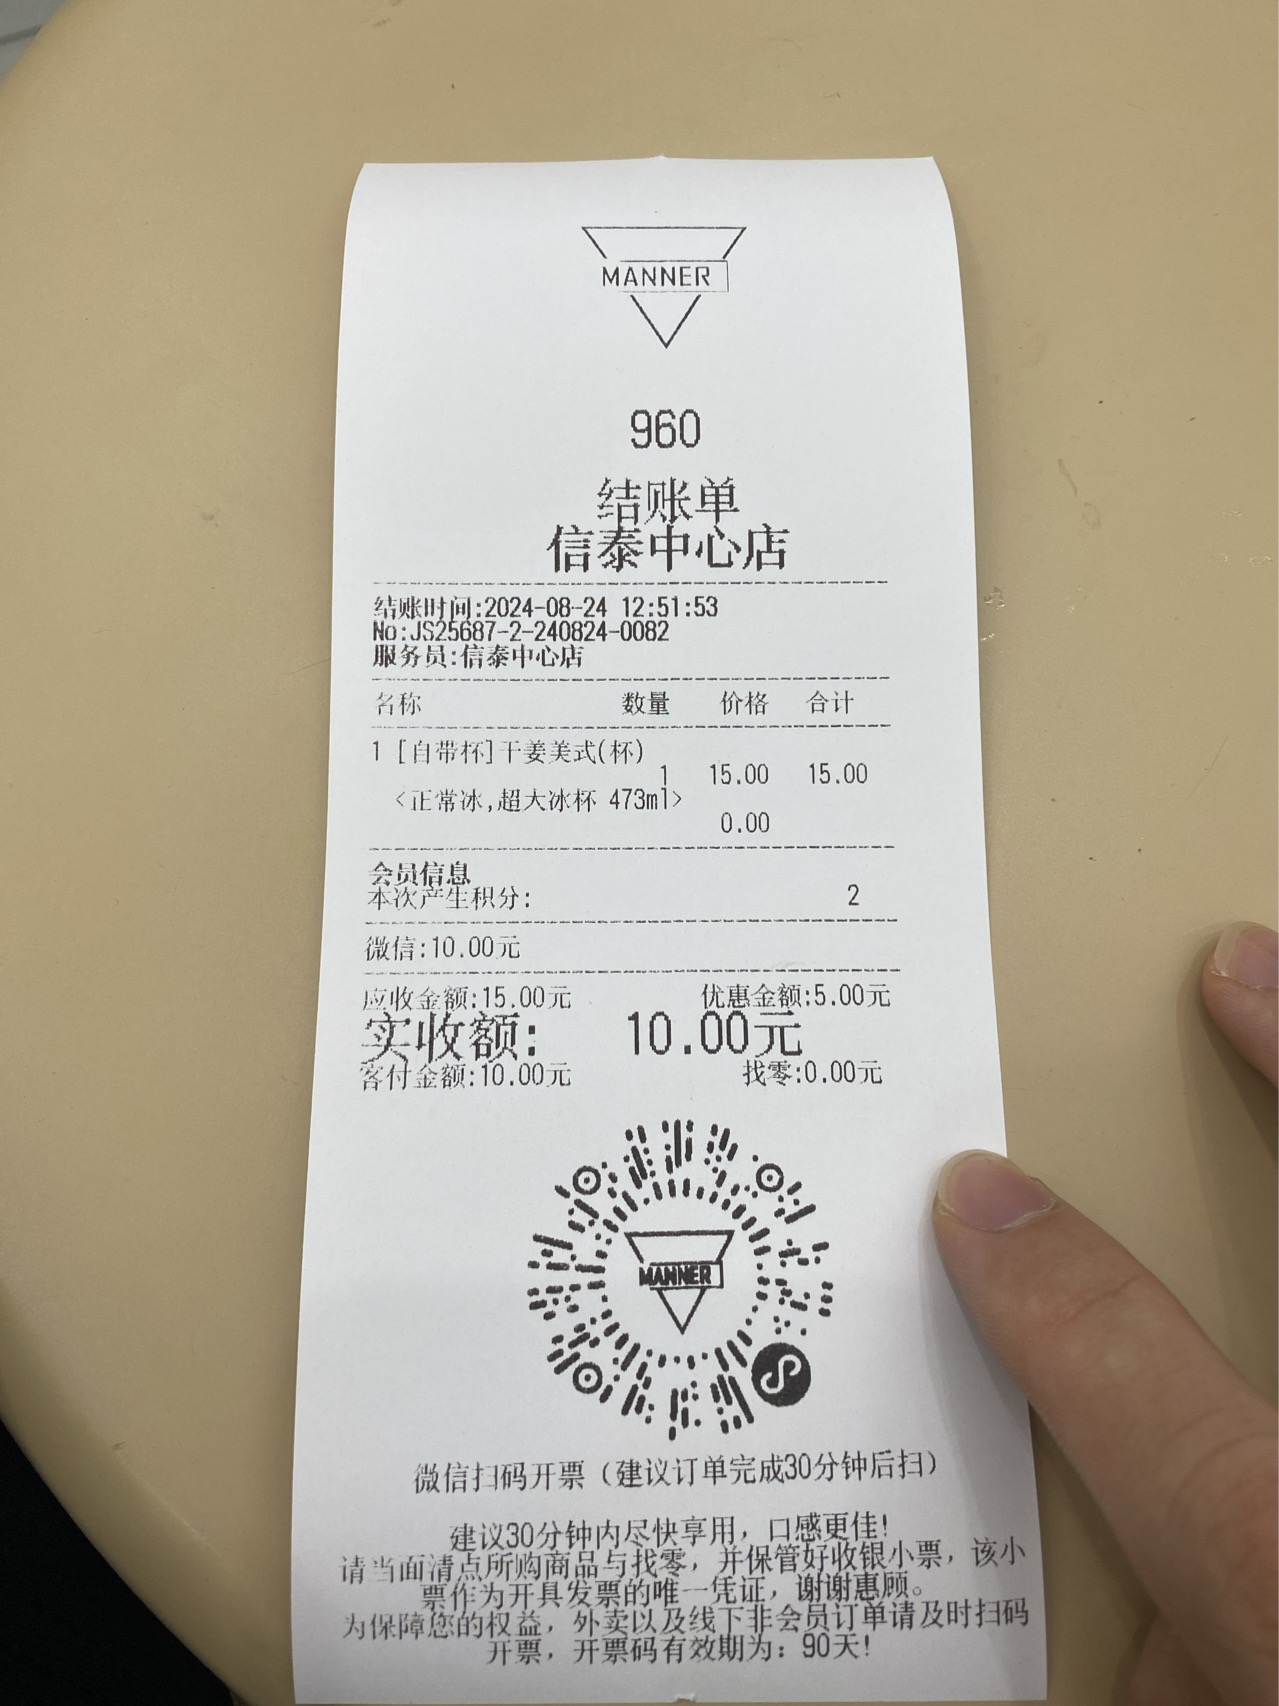 MANNER
960
结账单
信泰中心店
结账时间:2024-08-24 12:51:53
No:JS25687-2-240824-0082
服务员:信泰中心店
名称 数量 价格 合计
1 [自带杯]干姜美式(杯)
1 15.00 15.00
<正常冰,超大冰杯 473ml>
0.00
会员信息
本次产生积分: 2
微信:10.00元
应收金额:15.00元 优惠金额:5.00元
实收额: 10.00元
客付金额:10.00元 找零:0.00元
MANNER
微信扫码开票（建议订单完成30分钟后扫）
建议30分钟内尽快享用，口感更佳!
请当面清点所购商品与找零，并保管好收银小票，该小
票作为开具发票的唯一凭证，谢谢惠顾。
为保障您的权益，外卖以及线下非会员订单请及时扫码
开票，开票码有效期为：90天!